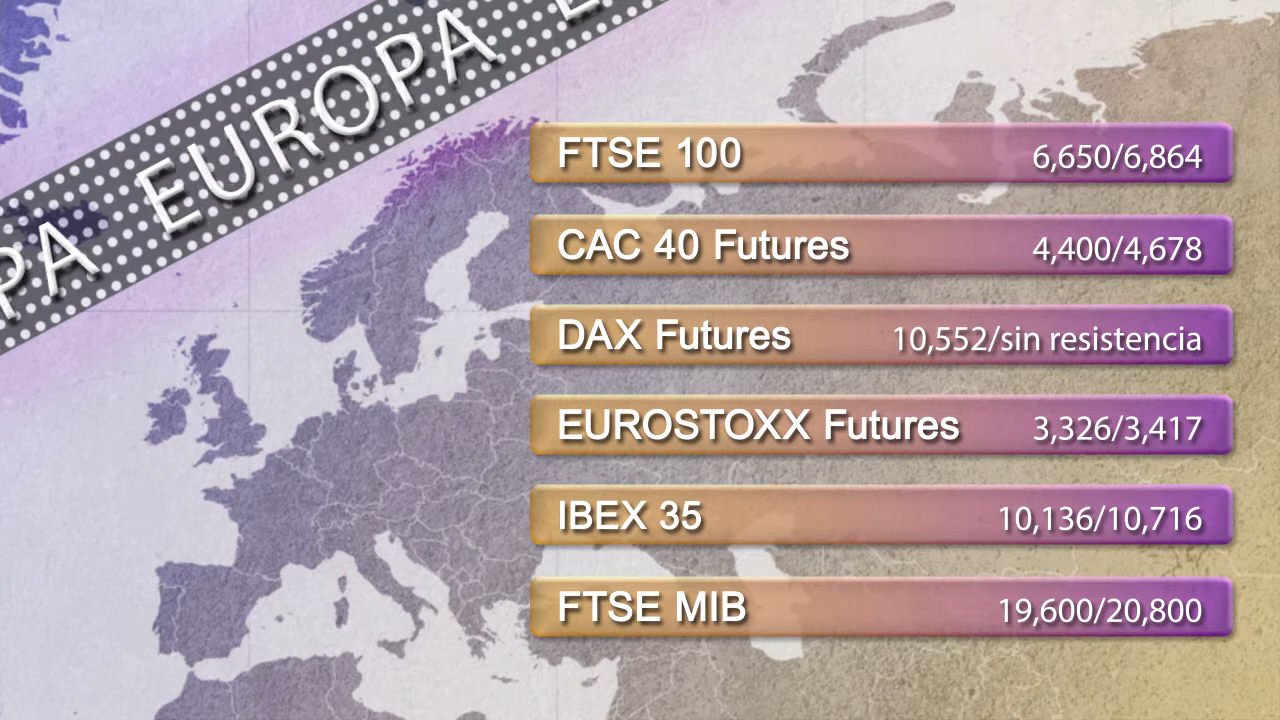 PA EUROPA E
FTSE 100 6,650/6,864
CAC 40 Futures 4,400/4,678
DAX Futures 10,552/sin resistencia
EUROSTOXX Futures 3,326/3,417
IBEX 35 10,136/10,716
FTSE MIB 19,600/20,800